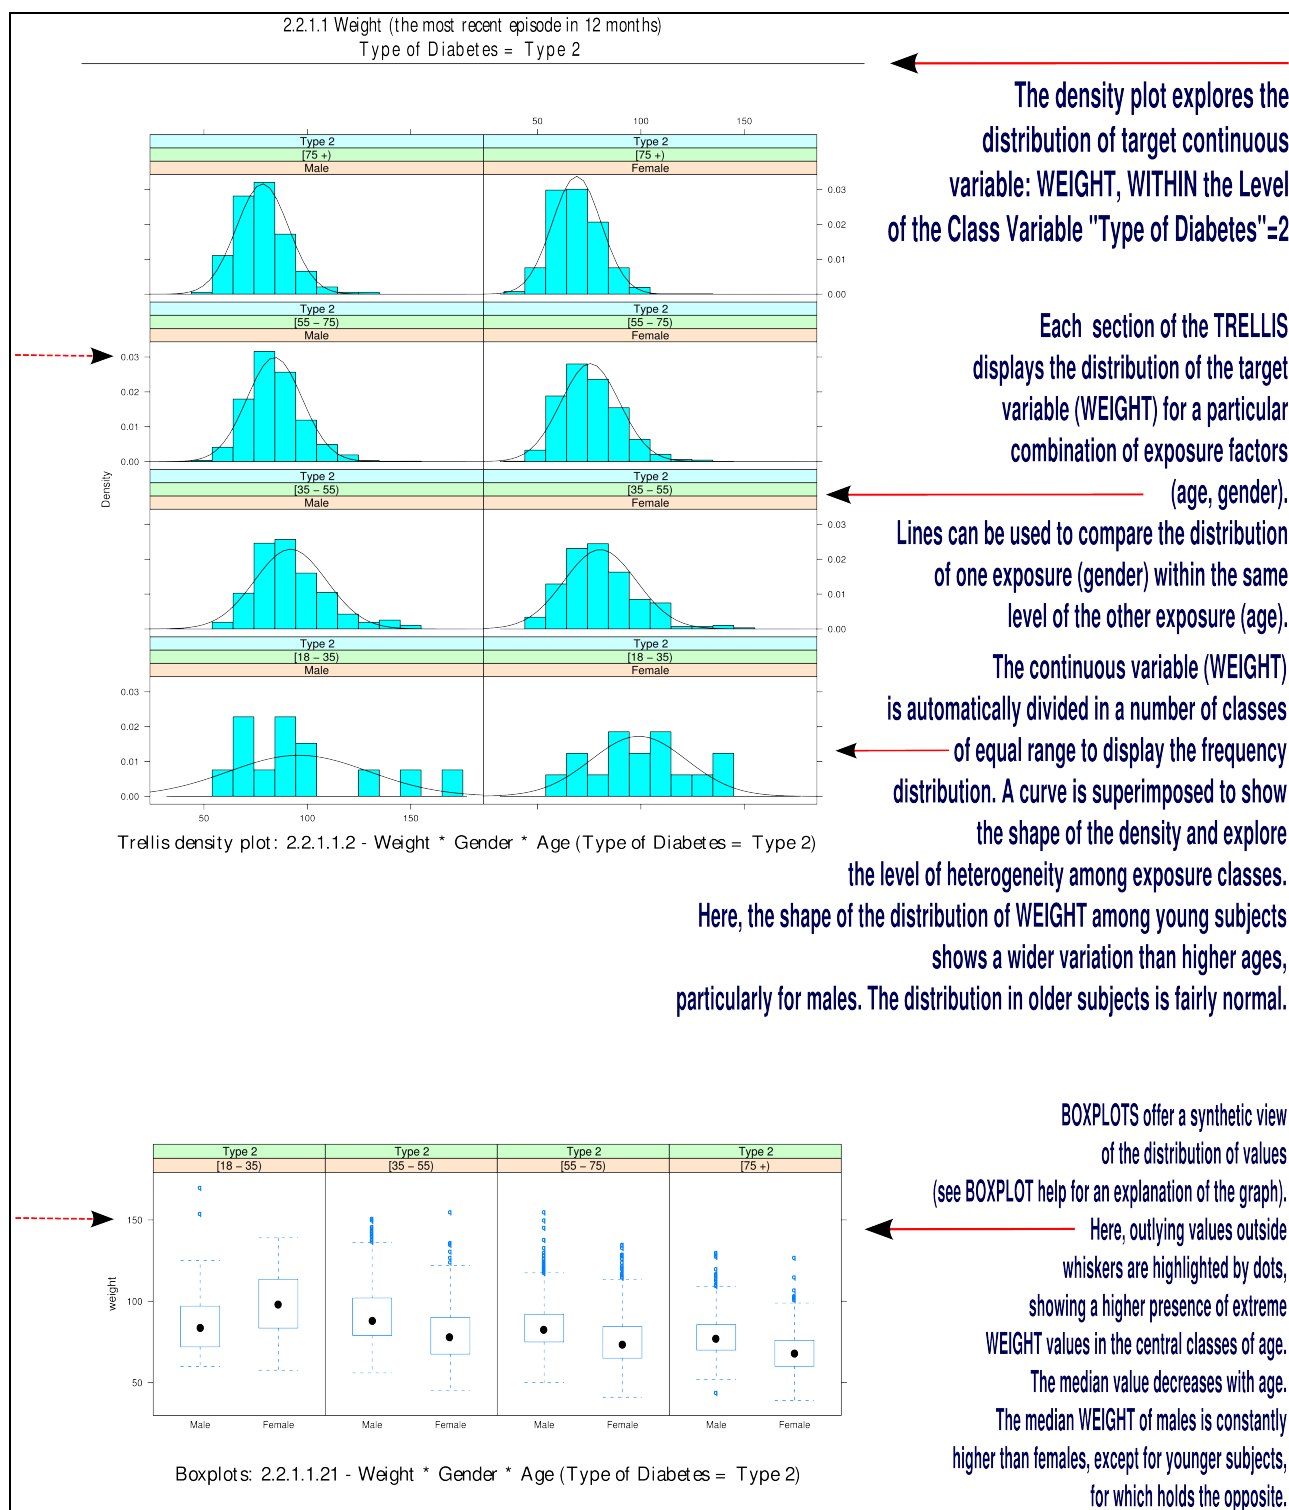 2.2.1.1 Weight (the most recent episode in 12 months)
Type of Diabetes = Type 2
The density plot explores the
distribution of target continuous
variable: WEIGHT, WITHIN the Level
of the Class Variable "Type of Diabetes"=2
50 100 150
Type 2 Type 2
[75 +) [75 +)
Male Female
0.03
0.02
0.01
0.00
Type 2 Type 2
[55 – 75) [55 – 75)
Male Female
0.03
0.02
0.01
0.00
Density
Type 2 Type 2
[35 – 55) [35 – 55)
Male Female
0.03
0.02
0.01
0.00
Type 2 Type 2
[18 – 35) [18 – 35)
Male Female
0.03
0.02
0.01
0.00
50 100 150
Trellis density plot: 2.2.1.1.2 - Weight * Gender * Age (Type of Diabetes = Type 2)
Each section of the TRELLIS
displays the distribution of the target
variable (WEIGHT) for a particular
combination of exposure factors
(age, gender).
Lines can be used to compare the distribution
of one exposure (gender) within the same
level of the other exposure (age).
The continuous variable (WEIGHT)
is automatically divided in a number of classes
of equal range to display the frequency
distribution. A curve is superimposed to show
the shape of the density and explore
the level of heterogeneity among exposure classes.
Here, the shape of the distribution of WEIGHT among young subjects
shows a wider variation than higher ages,
particularly for males. The distribution in older subjects is fairly normal.
Type 2 Type 2 Type 2 Type 2
[18 – 35) [35 – 55) [55 – 75) [75 +)
150
100
50
weight
Male Female Male Female Male Female Male Female
Boxplots: 2.2.1.1.21 - Weight * Gender * Age (Type of Diabetes = Type 2)
BOXPLOTS offer a synthetic view
of the distribution of values
(see BOXPLOT help for an explanation of the graph).
Here, outlying values outside
whiskers are highlighted by dots,
showing a higher presence of extreme
WEIGHT values in the central classes of age.
The median value decreases with age.
The median WEIGHT of males is constantly
higher than females, except for younger subjects,
for which holds the opposite.